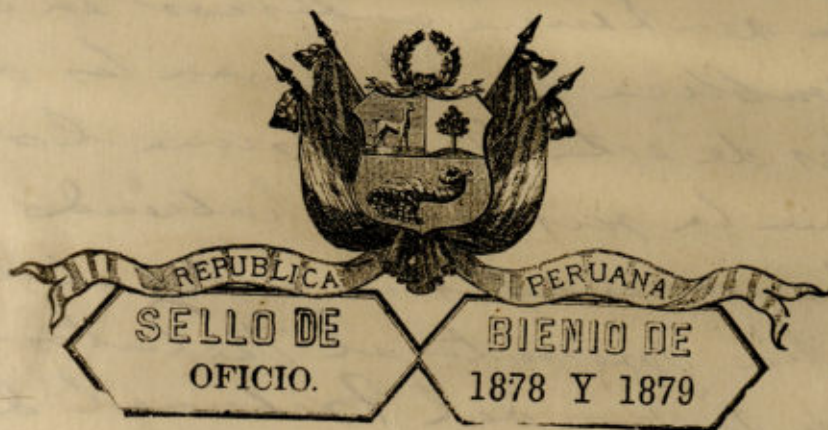 REPUBLICA PERUANA
SELLO DE
OFICIO.
BIENIO DE
1878 Y 1879